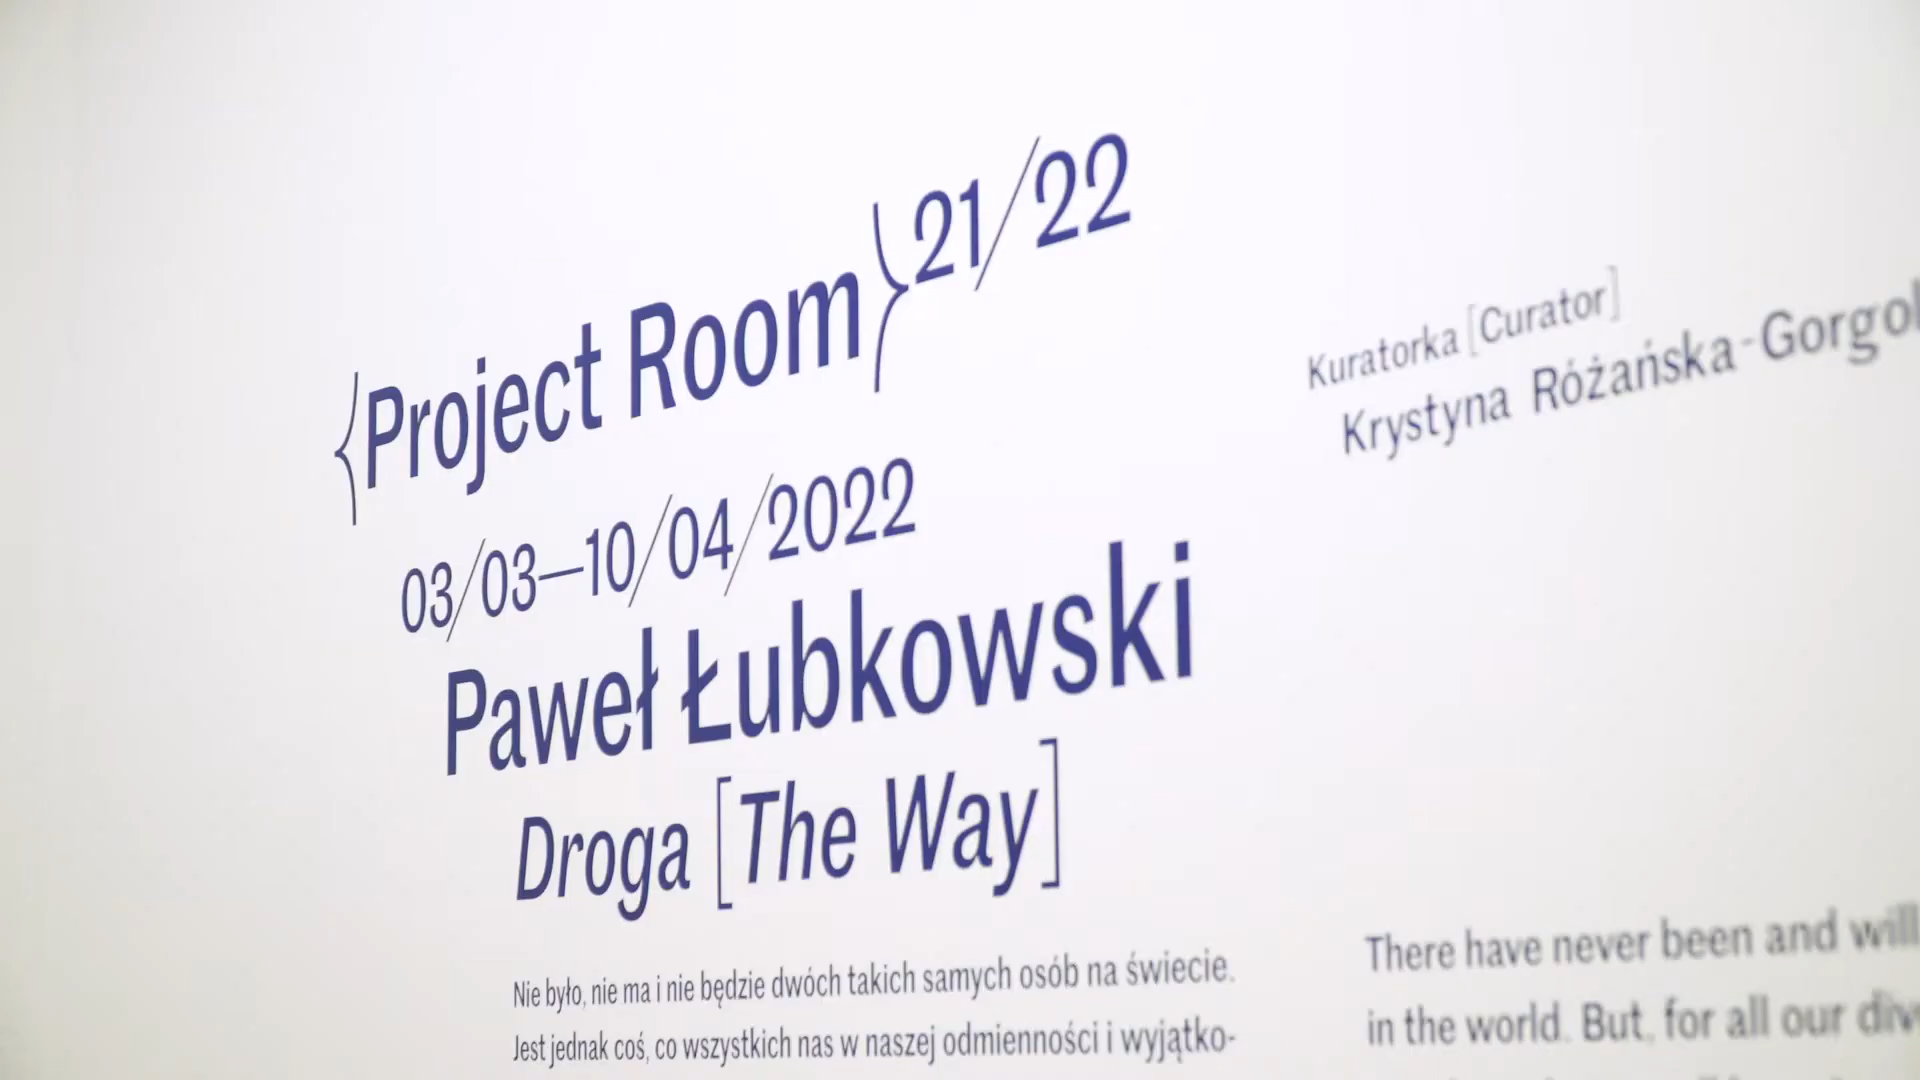 {Project Room} 21/22
03/03—10/04/2022
Paweł Łubkowski
Droga [The Way]
Kuratorka [Curator]
Krystyna Różańska-
Nie było, nie ma i nie będzie dwóch takich samych osób na świecie.
Jest jednak coś, co wszystkich nas w naszej odmienności i wyjątko-
There have never been and will
in the world. But, for all our